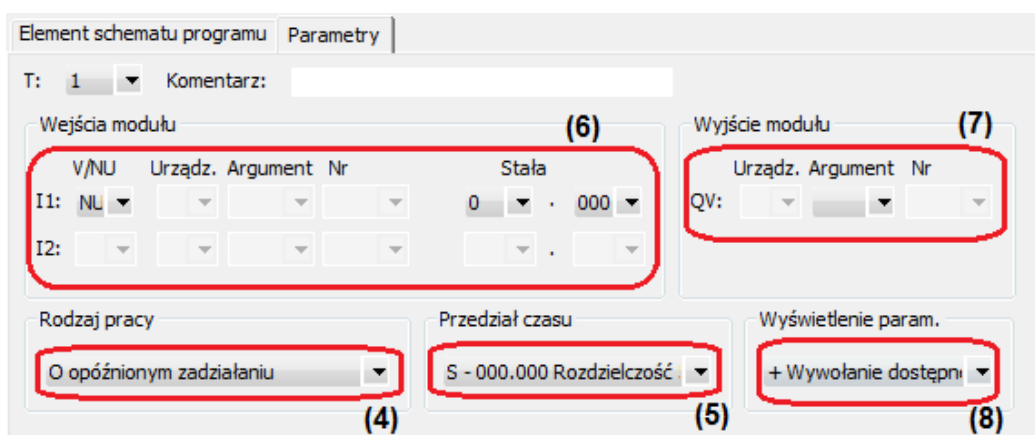 Element schematu programu Parametry
T: 1 Komentarz:
Wejścia modułu (6) Wyjście modułu (7)
V/NU Urządz. Argument Nr Stała Urządz. Argument Nr
I1: NU 0 . 000 QV:
I2: .
Rodzaj pracy Przedział czasu Wyświetlenie param.
O opóźnionym zadziałaniu S - 000.000 Rozdzielczość + Wywołanie dostępn
(4) (5) (8)